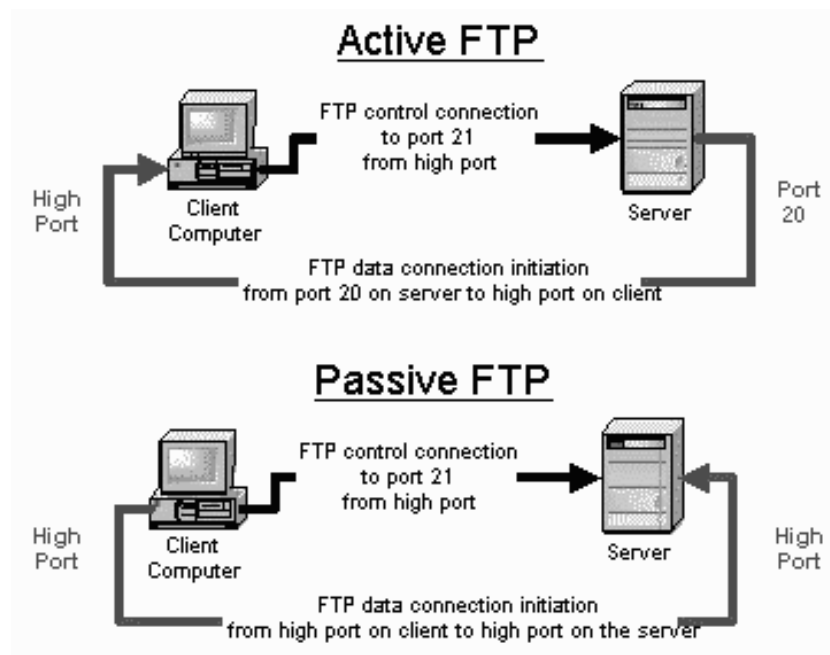 Active FTP
FTP control connection
to port 21
from high port
High
Port
Client
Computer
Server
Port
20
FTP data connection initiation
from port 20 on server to high port on client
Passive FTP
FTP control connection
to port 21
from high port
High
Port
Client
Computer
Server
High
Port
FTP data connection initiation
from high port on client to high port on the server